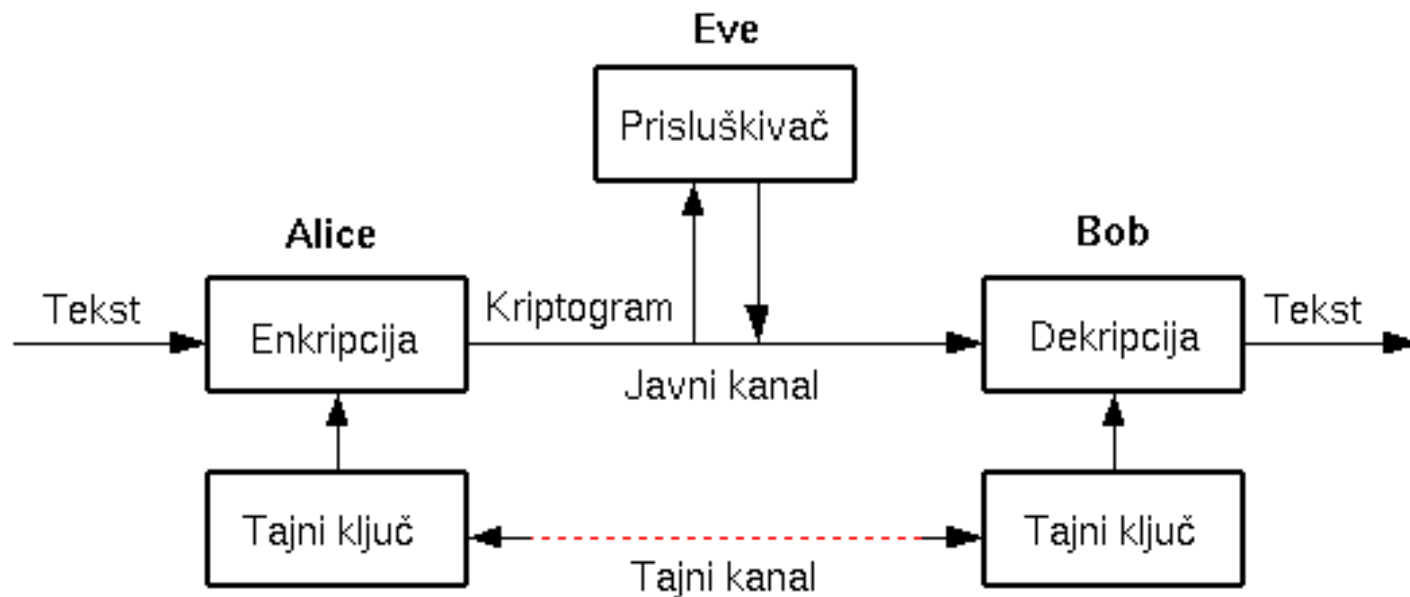 Eve
Prisluškivač
Alice
Bob
Tekst
Enkripcija
Kriptogram
Javni kanal
Dekripcija
Tekst
Tajni ključ
Tajni kanal
Tajni ključ